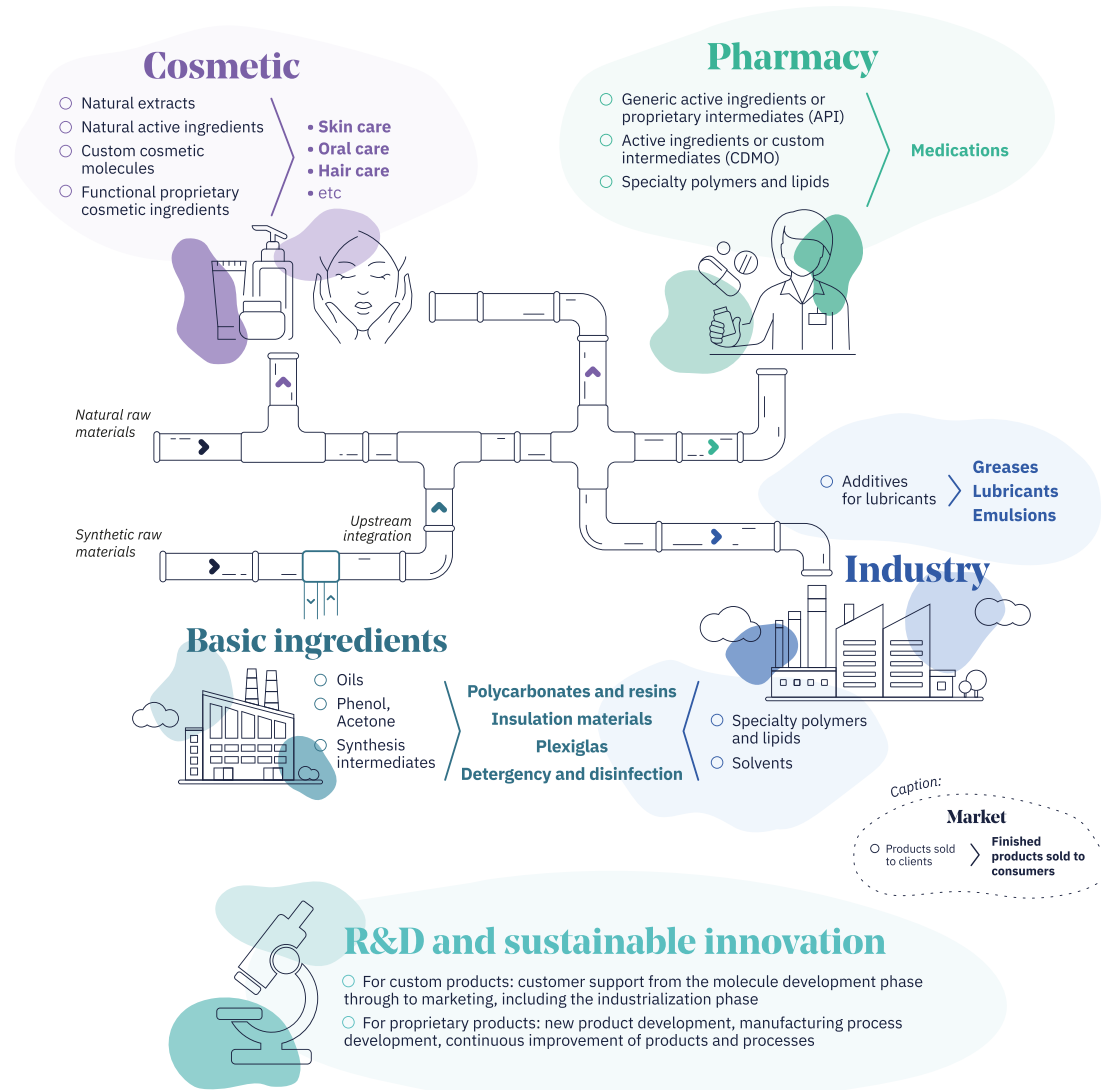 Cosmetic
Natural extracts
Natural active ingredients
Custom cosmetic
molecules
Functional proprietary
cosmetic ingredients
• Skin care
• Oral care
• Hair care
• etc
Pharmacy
Generic active ingredients or
proprietary intermediates (API)
Active ingredients or custom
intermediates (CDMO)
Specialty polymers and lipids
Medications
Natural raw
materials
Synthetic raw
materials
Upstream
integration
Additives
for lubricants
Greases
Lubricants
Emulsions
Industry
Basic ingredients
Oils
Phenol,
Acetone
Synthesis
intermediates
Polycarbonates and resins
Insulation materials
Plexiglas
Detergency and disinfection
Specialty polymers
and lipids
Solvents
Caption:
Market
Products sold
to clients
Finished
products sold to
consumers
R&D and sustainable innovation
For custom products: customer support from the molecule development phase
through to marketing, including the industrialization phase
For proprietary products: new product development, manufacturing process
development, continuous improvement of products and processes